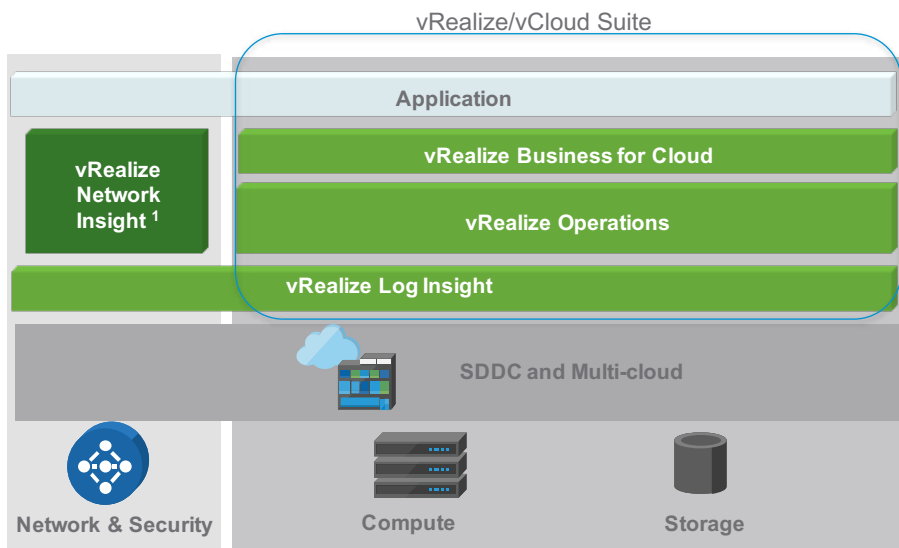 vRealize/vCloud Suite
Application
vRealize
Network
Insight ¹
vRealize Business for Cloud
vRealize Operations
vRealize Log Insight
SDDC and Multi-cloud
Network & Security
Compute
Storage